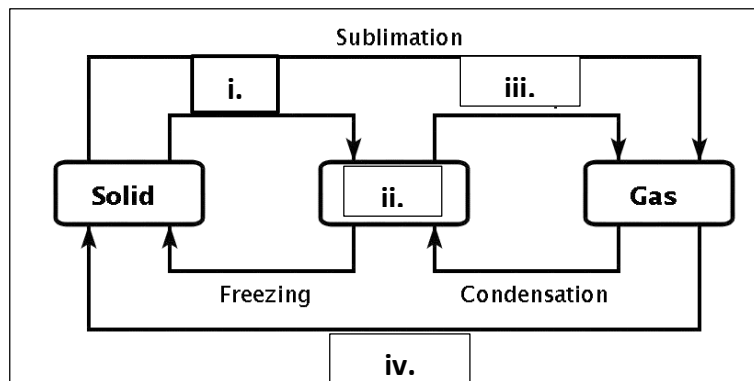 Sublimation
i.
iii.
Solid
ii.
Gas
Freezing
Condensation
iv.